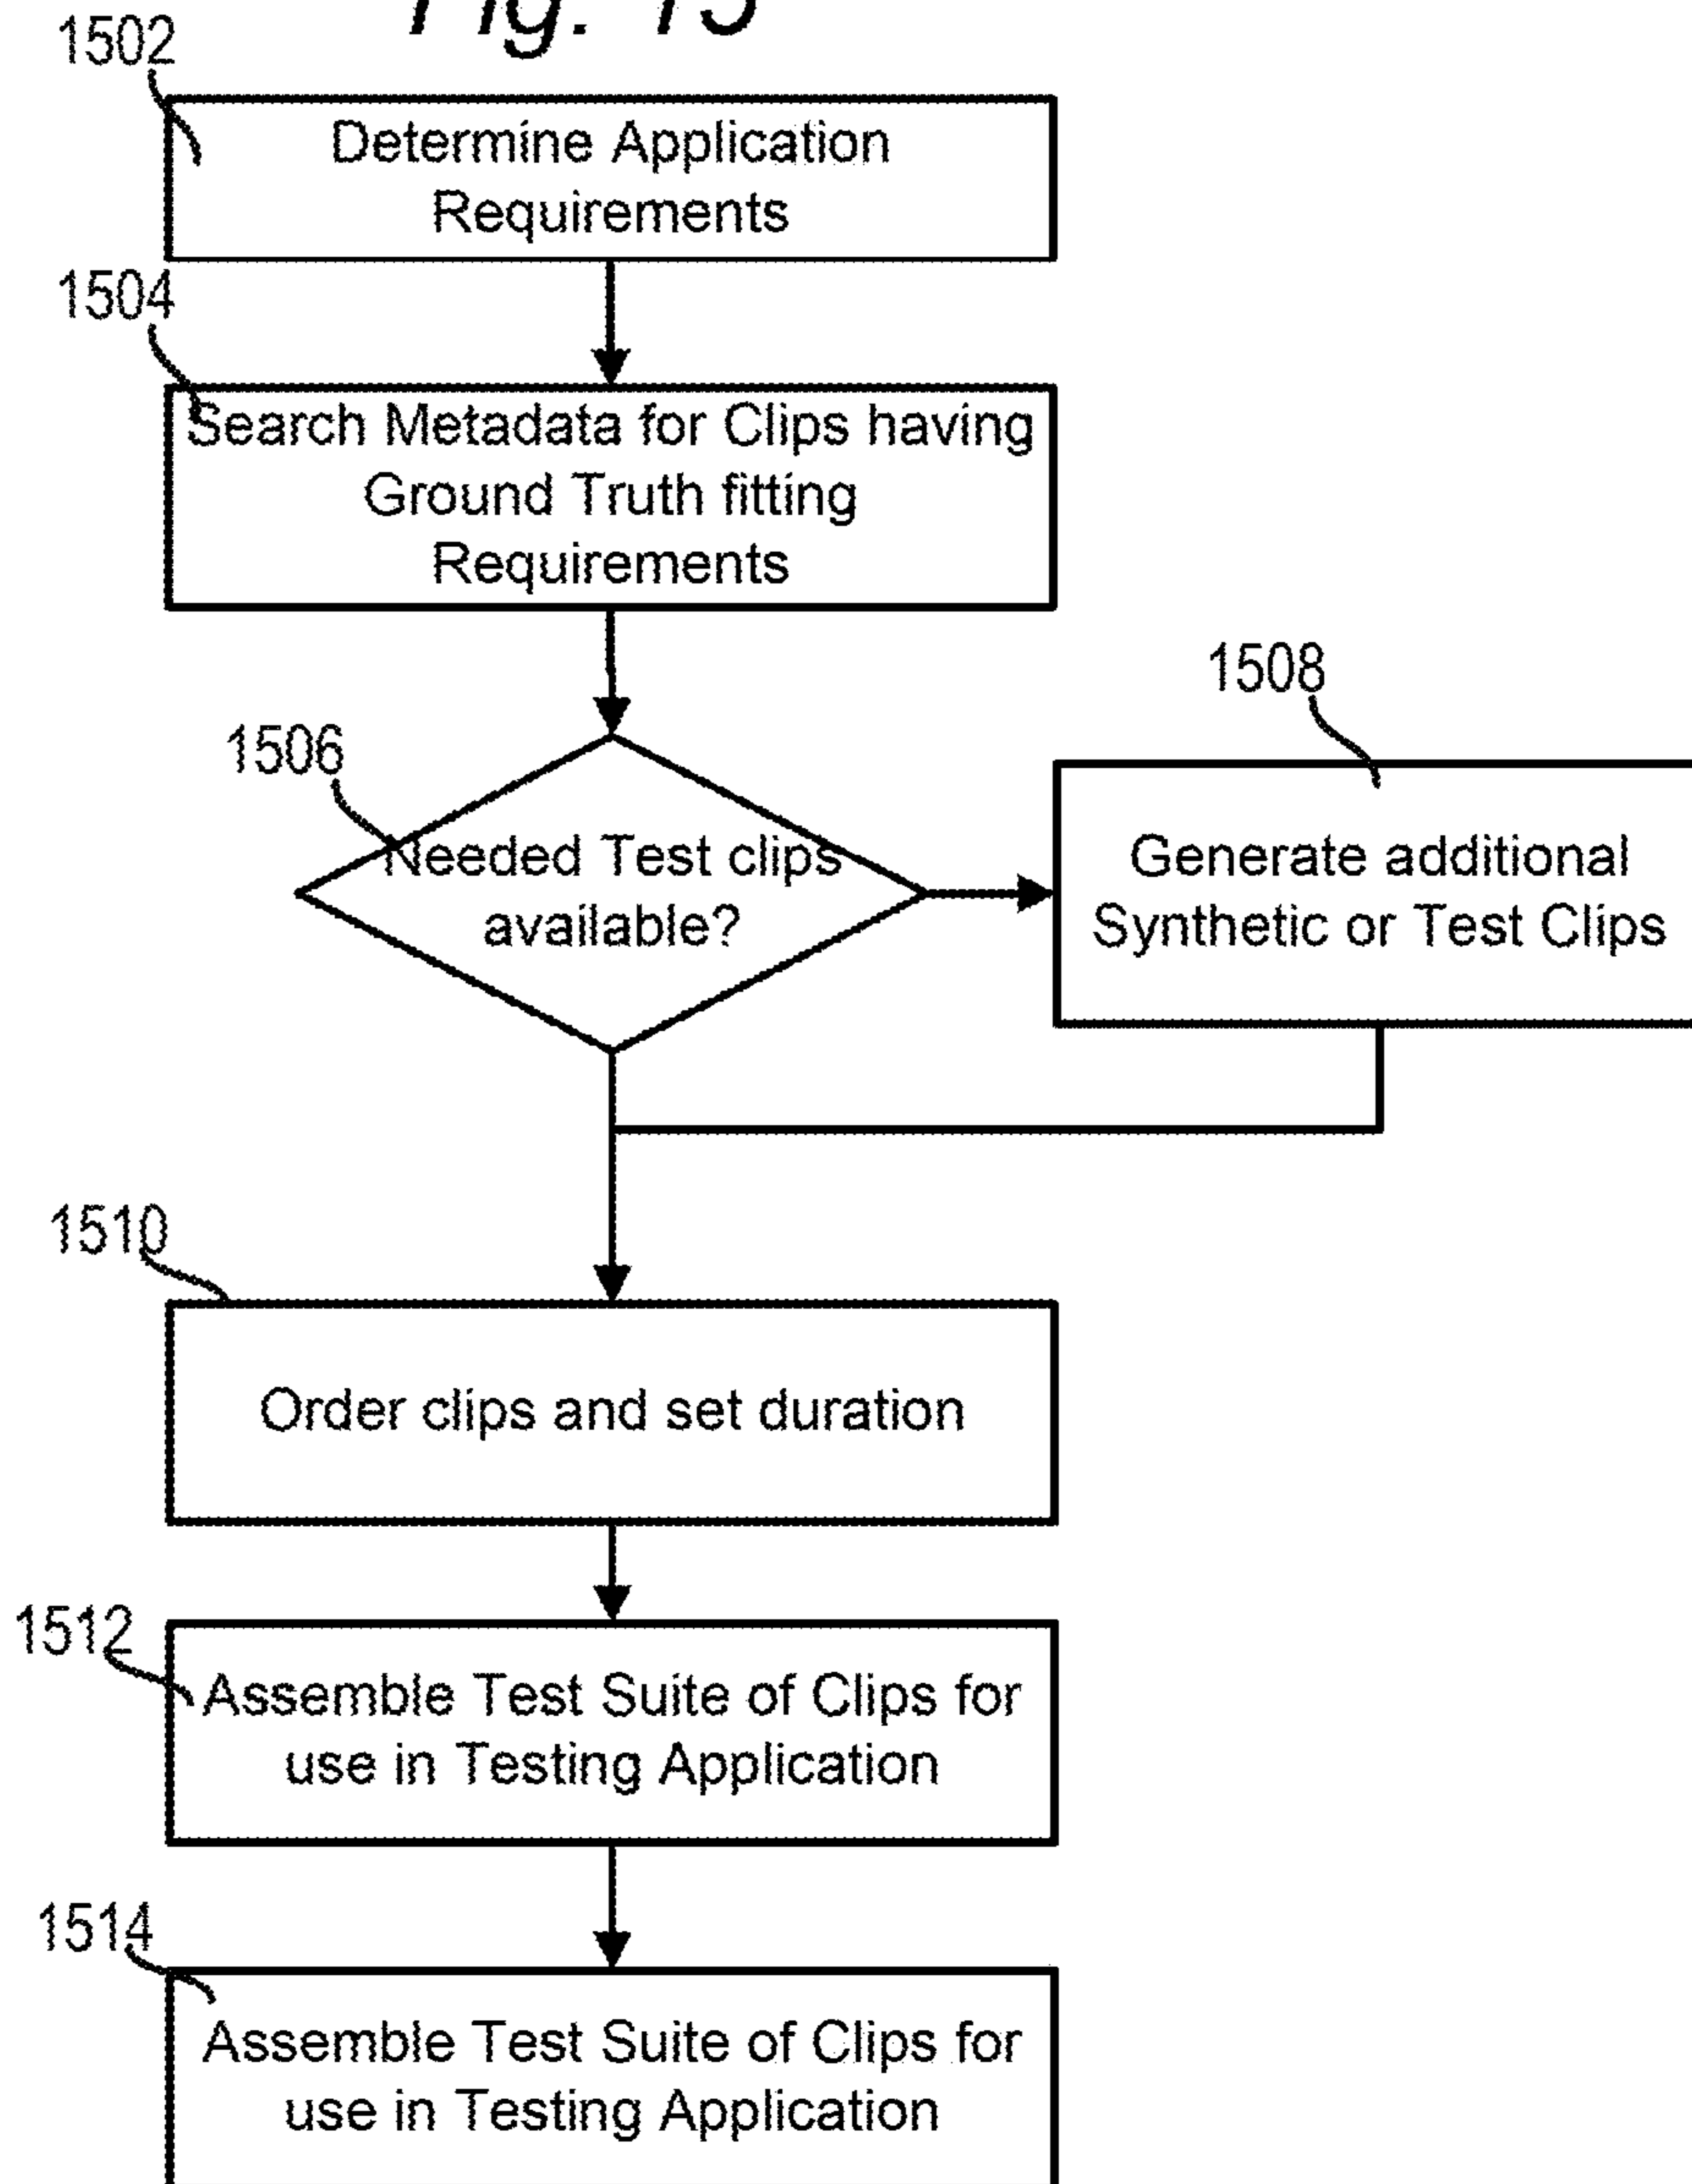 Fig. 15
1502
Determine Application
Requirements
1504
Search Metadata for Clips having
Ground Truth fitting
Requirements
1506
Needed Test clips
available?
1508
Generate additional
Synthetic or Test Clips
1510
Order clips and set duration
1512
Assemble Test Suite of Clips for
use in Testing Application
1514
Assemble Test Suite of Clips for
use in Testing Application